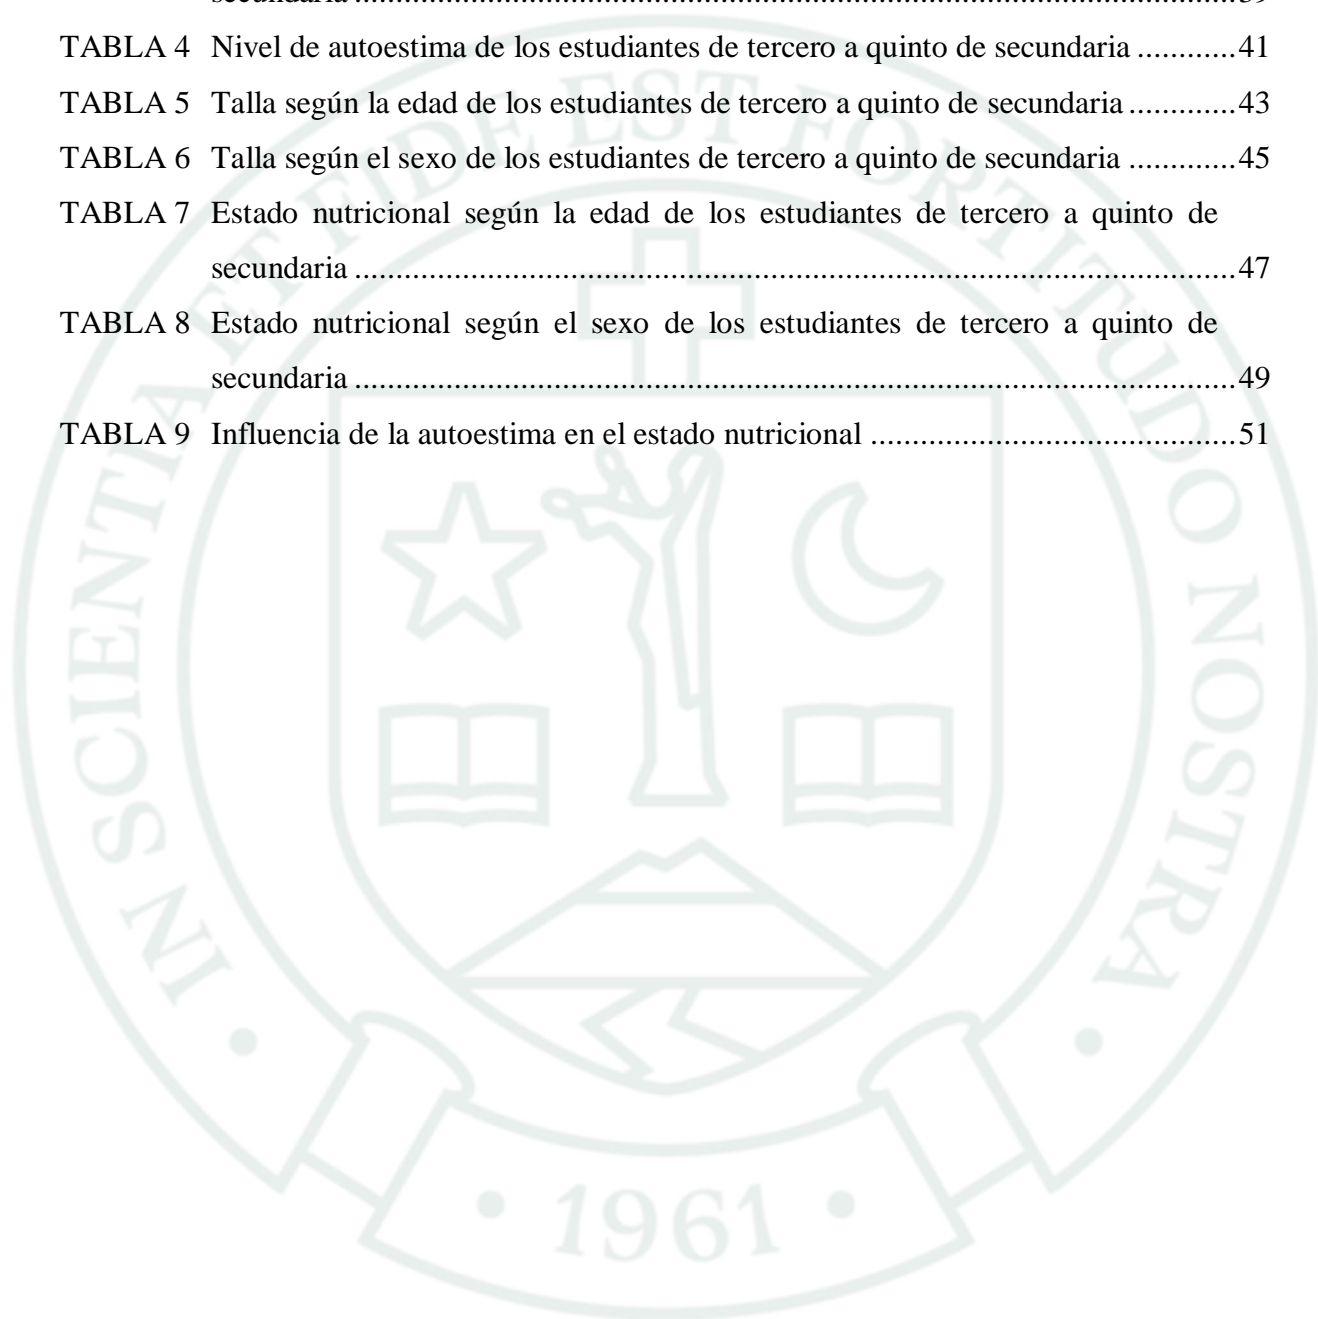 secundaria ........................................................................................................39
TABLA 4 Nivel de autoestima de los estudiantes de tercero a quinto de secundaria ............41
TABLA 5 Talla según la edad de los estudiantes de tercero a quinto de secundaria .............43
TABLA 6 Talla según el sexo de los estudiantes de tercero a quinto de secundaria .............45
TABLA 7 Estado nutricional según la edad de los estudiantes de tercero a quinto de
secundaria ........................................................................................................47
TABLA 8 Estado nutricional según el sexo de los estudiantes de tercero a quinto de
secundaria ........................................................................................................49
TABLA 9 Influencia de la autoestima en el estado nutricional ...........................................51
IN SCIENTIA ET FIDE EST FORTITUDO NOSTRA
• 1961 •